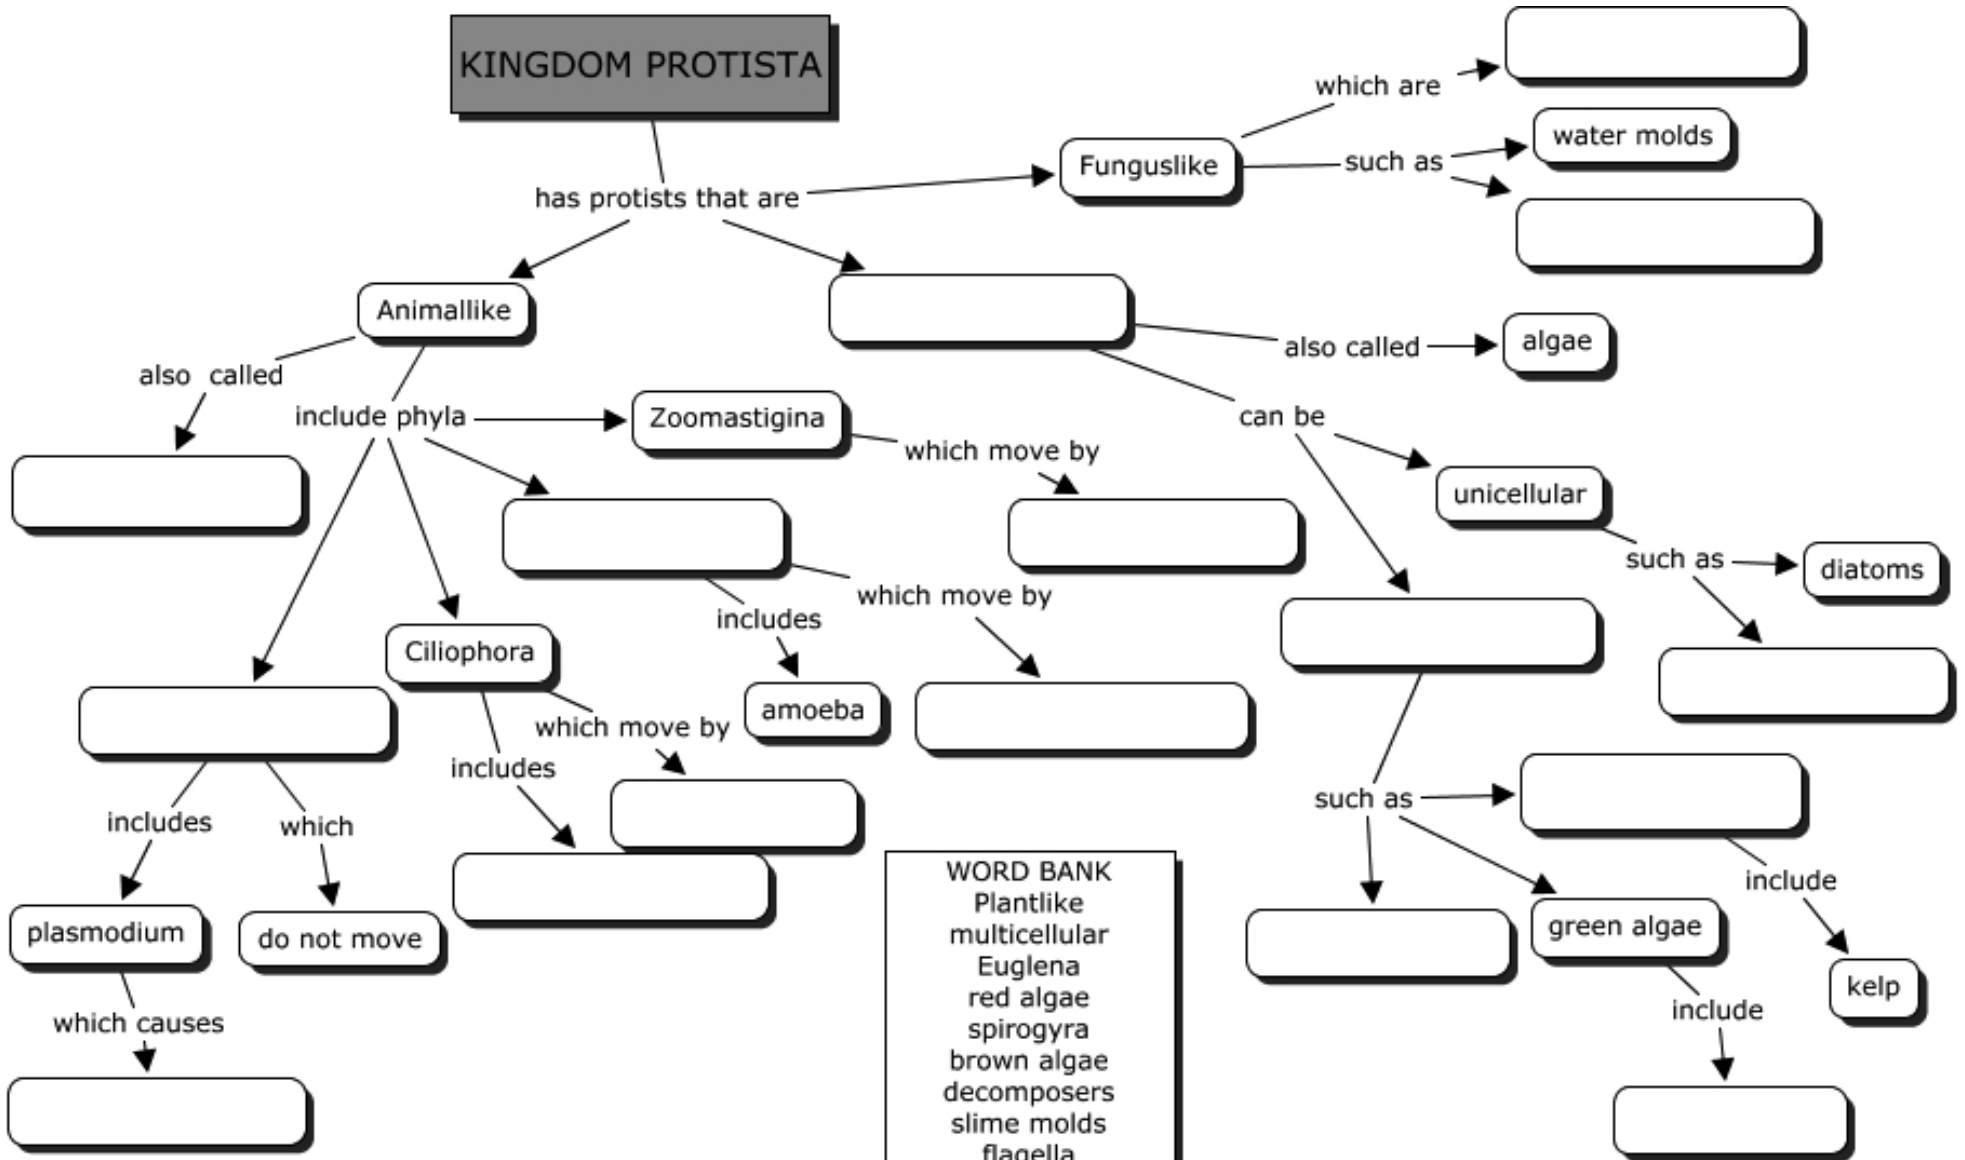 KINGDOM PROTISTA
which are
water molds
Funguslike
such as
has protists that are
Animallike
also called
algae
also called
include phyla
Zoomastigina
can be
which move by
unicellular
such as
diatoms
which move by
includes
Ciliophora
amoeba
which move by
includes
such as
includes
which
include
plasmodium
do not move
green algae
kelp
which causes
include
WORD BANK
Plantlike
multicellular
Euglena
red algae
spirogyra
brown algae
decomposers
slime molds
flagella